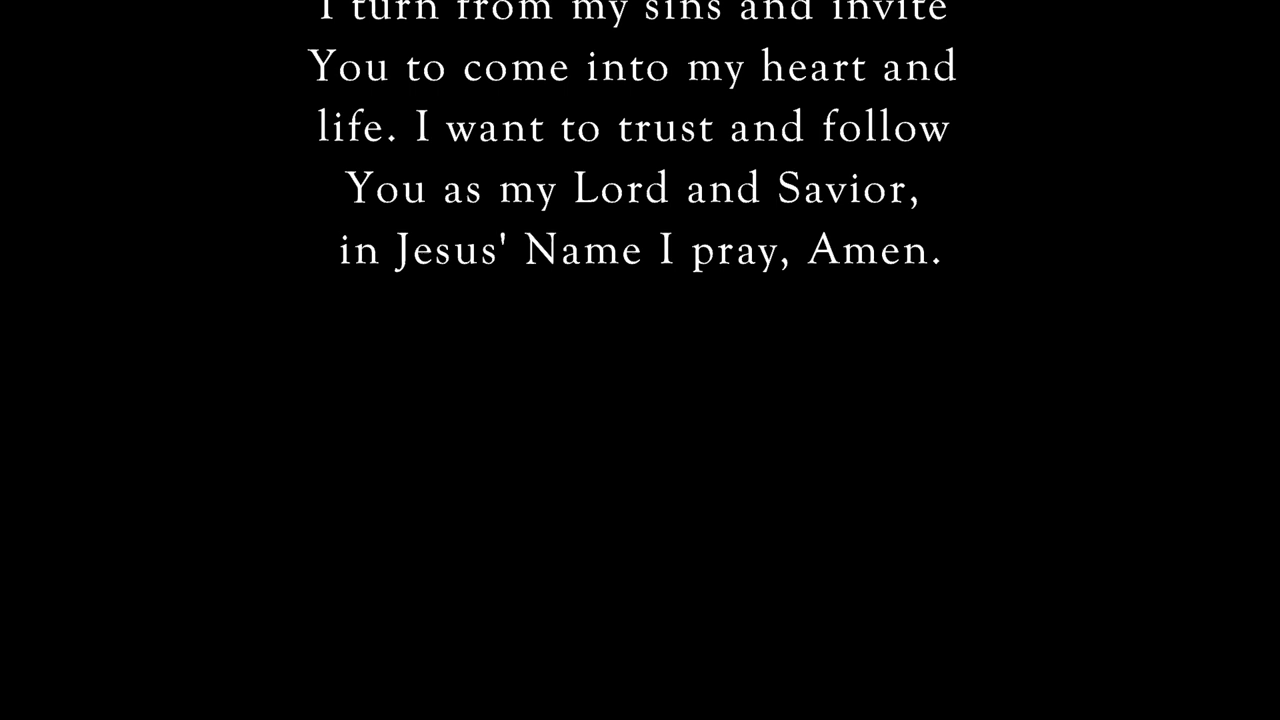 I turn from my sins and invite
You to come into my heart and
life. I want to trust and follow
You as my Lord and Savior,
in Jesus' Name I pray, Amen.